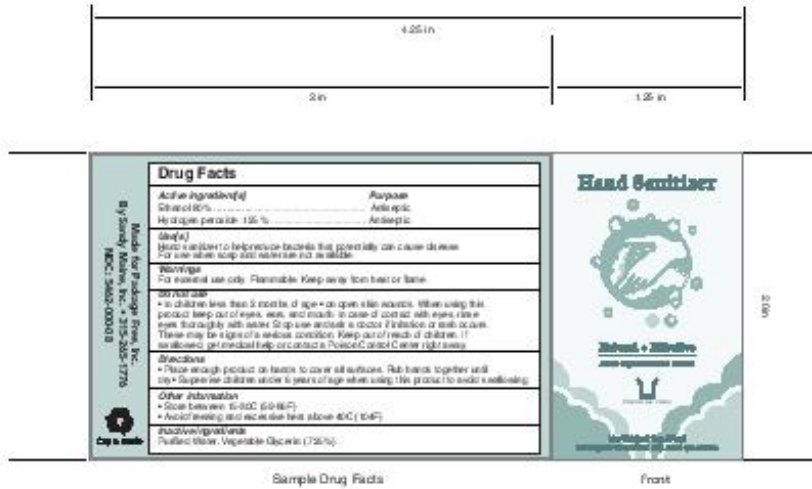 4.25 in
3 in
1.25 in
Drug Facts
Active ingredient(s) Purpose
Ethanol 80% Antiseptic
Hydrogen peroxide .125 % Antiseptic
Use(s)
Hand sanitizer to help reduce bacteria that potentially can cause disease
For use when soap and water are not available.
Warnings
For external use only. Flammable. Keep away from heat or flame
Do not use
• in children less than 2 months of age • on open skin wounds. When using this
product keep out of eyes, ears, and mouth. In case of contact with eyes, rinse
eyes thoroughly with water. Stop use and ask a doctor if irritation or rash occurs.
These may be signs of a serious condition. Keep out of reach of children. If
swallowed, get medical help or contact a Poison Control Center right away.
Directions
• Place enough product on hands to cover all surfaces. Rub hands together until
dry • Supervise children under 6 years of age when using this product to avoid swallowing
Other information
• Store between 15-30C (59-86F)
• Avoid freezing and excessive heat above 40C (104F)
Inactive ingredients
Purified Water. Vegetable Glycerin
Made for Package Free, Inc.
By Sandy Maine, Inc. • 315-265-1776
NDC:
Hand Sanitizer
Natural + Effective
2.0in
Sample Drug Facts
Front